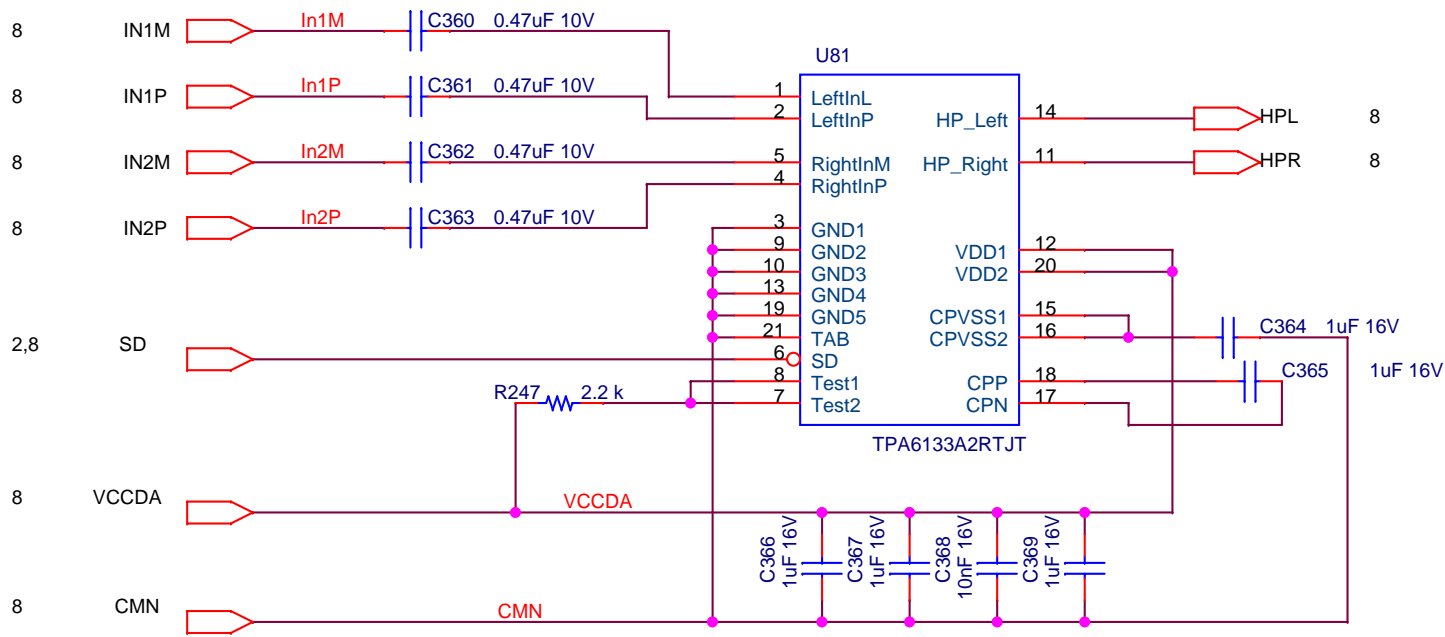 8 IN1M In1M C360 0.47uF 10V
U81
8 IN1P In1P C361 0.47uF 10V
1 LeftInL
2 LeftInP HP_Left 14 HPL 8
8 IN2M In2M C362 0.47uF 10V 5 RightInM HP_Right 11 HPR 8
4 RightInP
8 IN2P In2P C363 0.47uF 10V
3 GND1
9 GND2 VDD1 12
10 GND3 VDD2 20
13 GND4
19 GND5 CPVSS1 15
21 TAB CPVSS2 16 C364 1uF 16V
2,8 SD 6 SD
8 Test1 CPP 18 C365 1uF 16V
R247 2.2 k 7 Test2 CPN 17
TPA6133A2RTJT
8 VCCDA VCCDA
C366 1uF 16V
C367 1uF 16V
C368 10nF 16V
C369 1uF 16V
8 CMN CMN